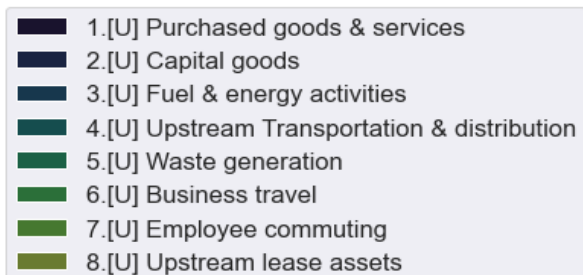 1.[U] Purchased goods & services
2.[U] Capital goods
3.[U] Fuel & energy activities
4.[U] Upstream Transportation & distribution
5.[U] Waste generation
6.[U] Business travel
7.[U] Employee commuting
8.[U] Upstream lease assets